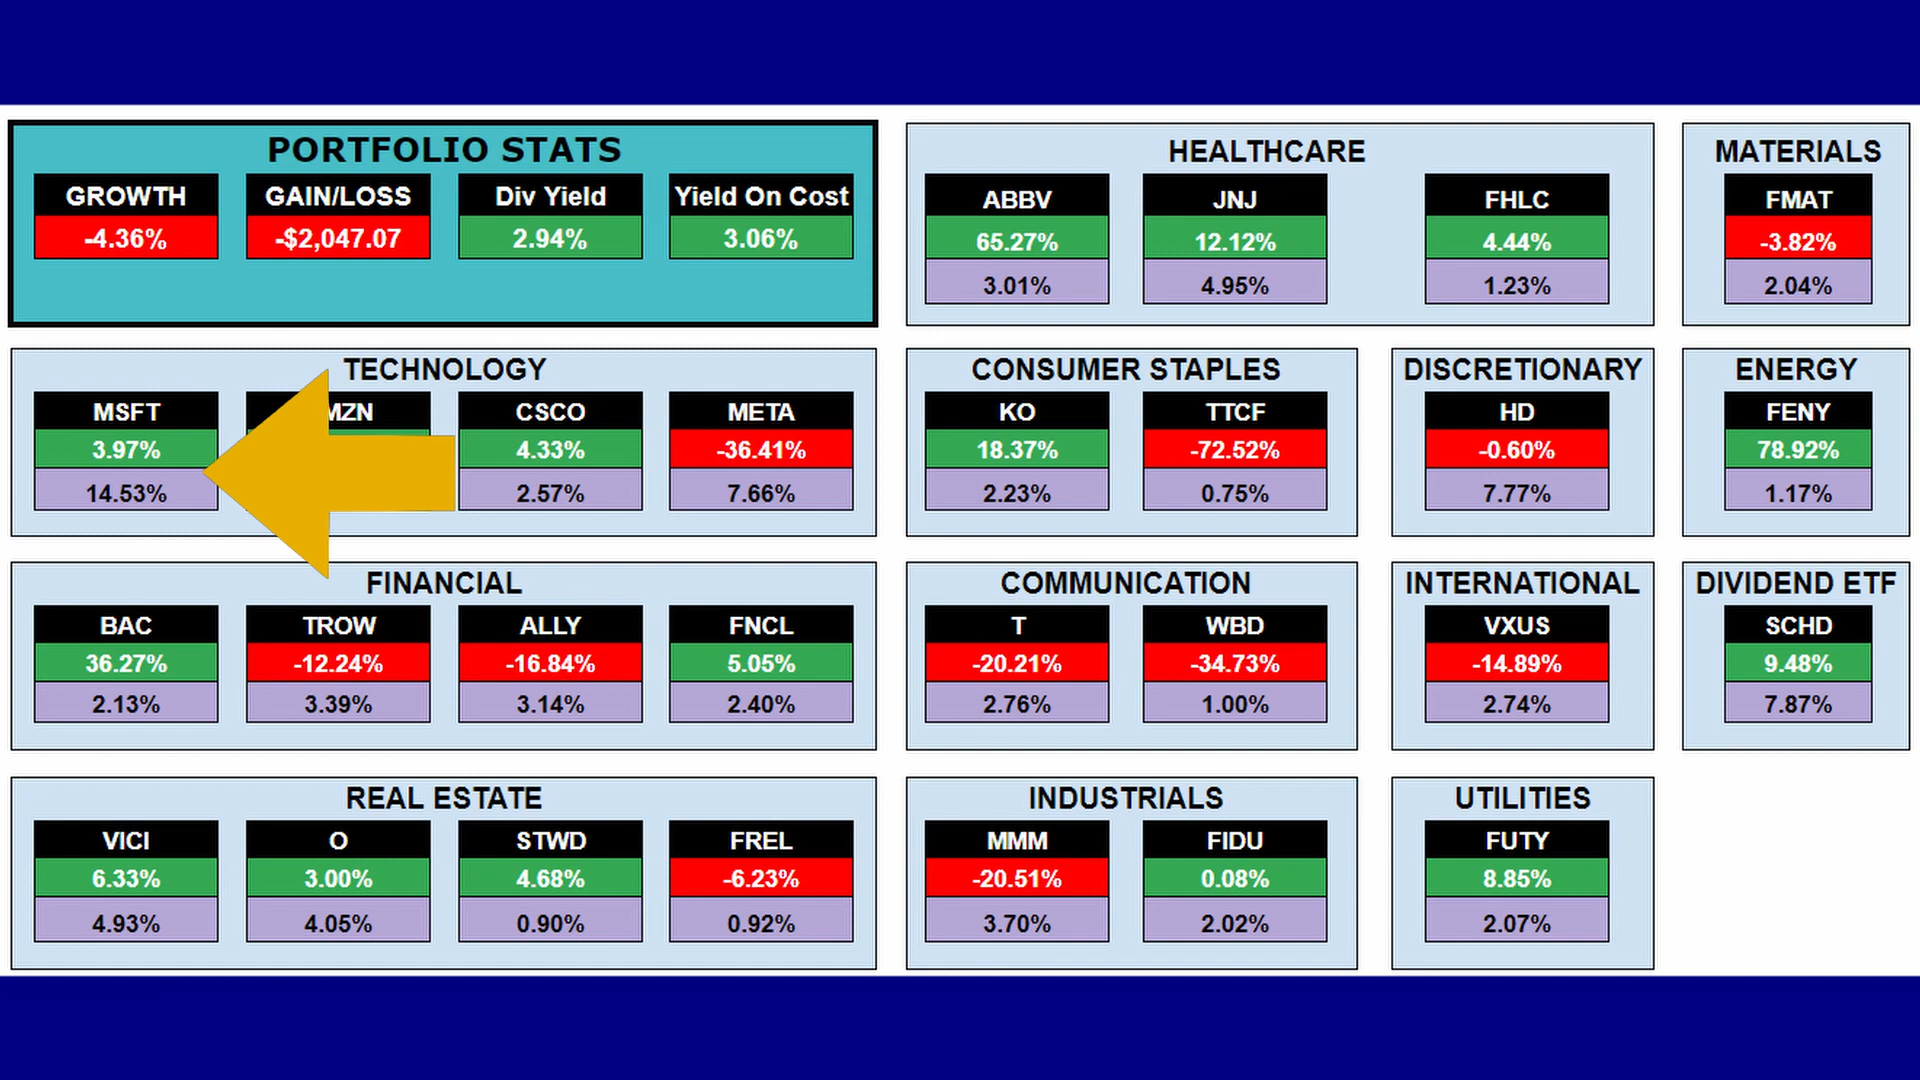 PORTFOLIO STATS
GROWTH GAIN/LOSS Div Yield Yield On Cost
-4.36% -$2,047.07 2.94% 3.06%
HEALTHCARE
ABBV JNJ FHLC
65.27% 12.12% 4.44%
3.01% 4.95% 1.23%
MATERIALS
FMAT
-3.82%
2.04%
TECHNOLOGY
MSFT MZN CSCO META
3.97% 4.33% -36.41%
14.53% 2.57% 7.66%
CONSUMER STAPLES
KO TTCF
18.37% -72.52%
2.23% 0.75%
DISCRETIONARY
HD
-0.60%
7.77%
ENERGY
FENY
78.92%
1.17%
FINANCIAL
BAC TROW ALLY FNCL
36.27% -12.24% -16.84% 5.05%
2.13% 3.39% 3.14% 2.40%
COMMUNICATION
T WBD
-20.21% -34.73%
2.76% 1.00%
INTERNATIONAL
VXUS
-14.89%
2.74%
DIVIDEND ETF
SCHD
9.48%
7.87%
REAL ESTATE
VICI O STWD FREL
6.33% 3.00% 4.68% -6.23%
4.93% 4.05% 0.90% 0.92%
INDUSTRIALS
MMM FIDU
-20.51% 0.08%
3.70% 2.02%
UTILITIES
FUTY
8.85%
2.07%